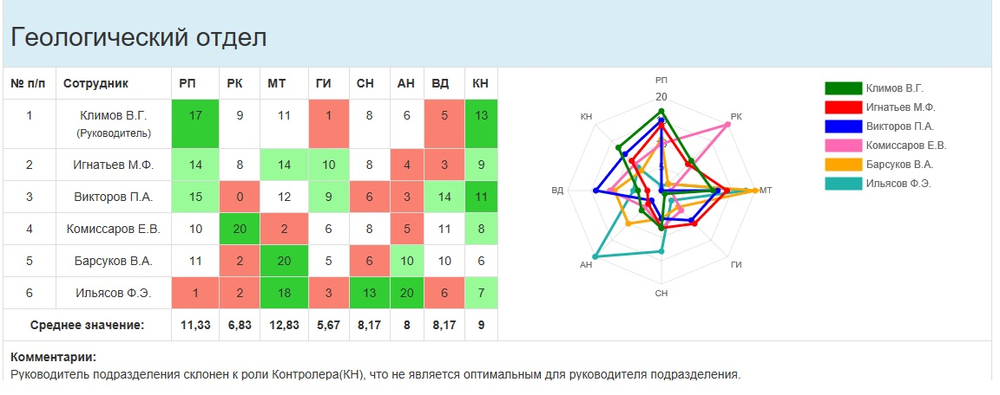 Геологический отдел
№ п/п Сотрудник РП РК МТ ГИ СН АН ВД КН
1 Климов В.Г. 17 9 11 1 8 6 5 13
(Руководитель)
2 Игнатьев М.Ф. 14 8 14 10 8 4 3 9
3 Викторов П.А. 15 0 12 9 6 3 14 11
4 Комиссаров Е.В. 10 20 2 6 8 5 11 8
5 Барсуков В.А. 11 2 20 5 6 10 10 6
6 Ильясов Ф.Э. 1 2 18 3 13 20 6 7
Среднее значение: 11,33 6,83 12,83 5,67 8,17 8 8,17 9
РП
20
КН
РК
5
ВД
МТ
АН
ГИ
СН
Климов В.Г.
Игнатьев М.Ф.
Викторов П.А.
Комиссаров Е.В.
Барсуков В.А.
Ильясов Ф.Э.
Комментарии:
Руководитель подразделения склонен к роли Контролера(КН), что не является оптимальным для руководителя подразделения.